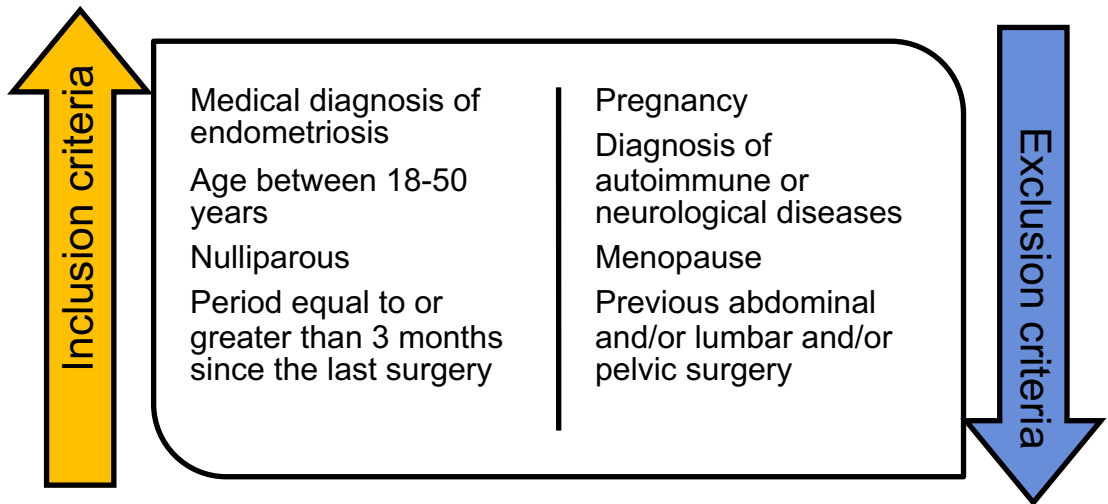 Inclusion criteria
Medical diagnosis of
endometriosis
Age between 18-50
years
Nulliparous
Period equal to or
greater than 3 months
since the last surgery
Pregnancy
Diagnosis of
autoimmune or
neurological diseases
Menopause
Previous abdominal
and/or lumbar and/or
pelvic surgery
Exclusion criteria